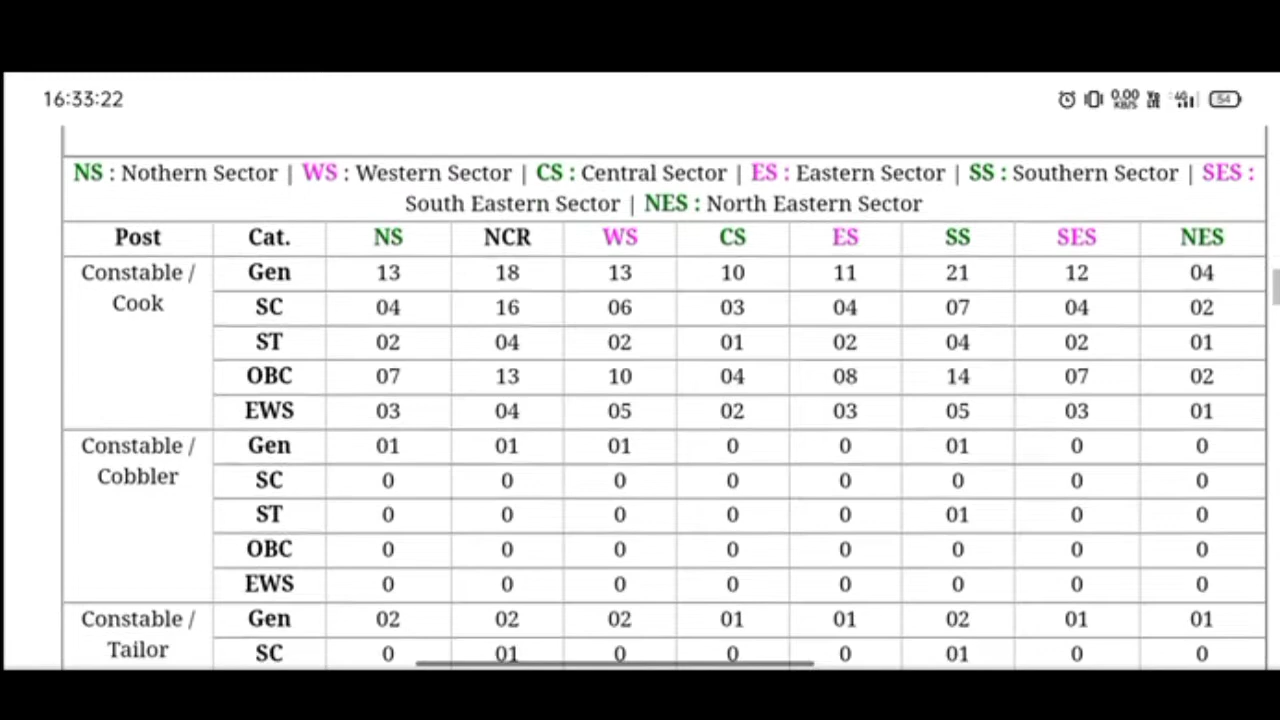 16:33:22 0.00 KB/S Vo LTE 4G 54
NS : Nothern Sector | WS : Western Sector | CS : Central Sector | ES : Eastern Sector | SS : Southern Sector | SES :
South Eastern Sector | NES : North Eastern Sector
Post Cat. NS NCR WS CS ES SS SES NES
Constable / Gen 13 18 13 10 11 21 12 04
Cook
SC 04 16 06 03 04 07 04 02
ST 02 04 02 01 02 04 02 01
OBC 07 13 10 04 08 14 07 02
EWS 03 04 05 02 03 05 03 01
Constable / Gen 01 01 01 0 0 01 0 0
Cobbler
SC 0 0 0 0 0 0 0 0
ST 0 0 0 0 0 01 0 0
OBC 0 0 0 0 0 0 0 0
EWS 0 0 0 0 0 0 0 0
Constable / Gen 02 02 02 01 01 02 01 01
Tailor
SC 0 01 0 0 0 01 0 0